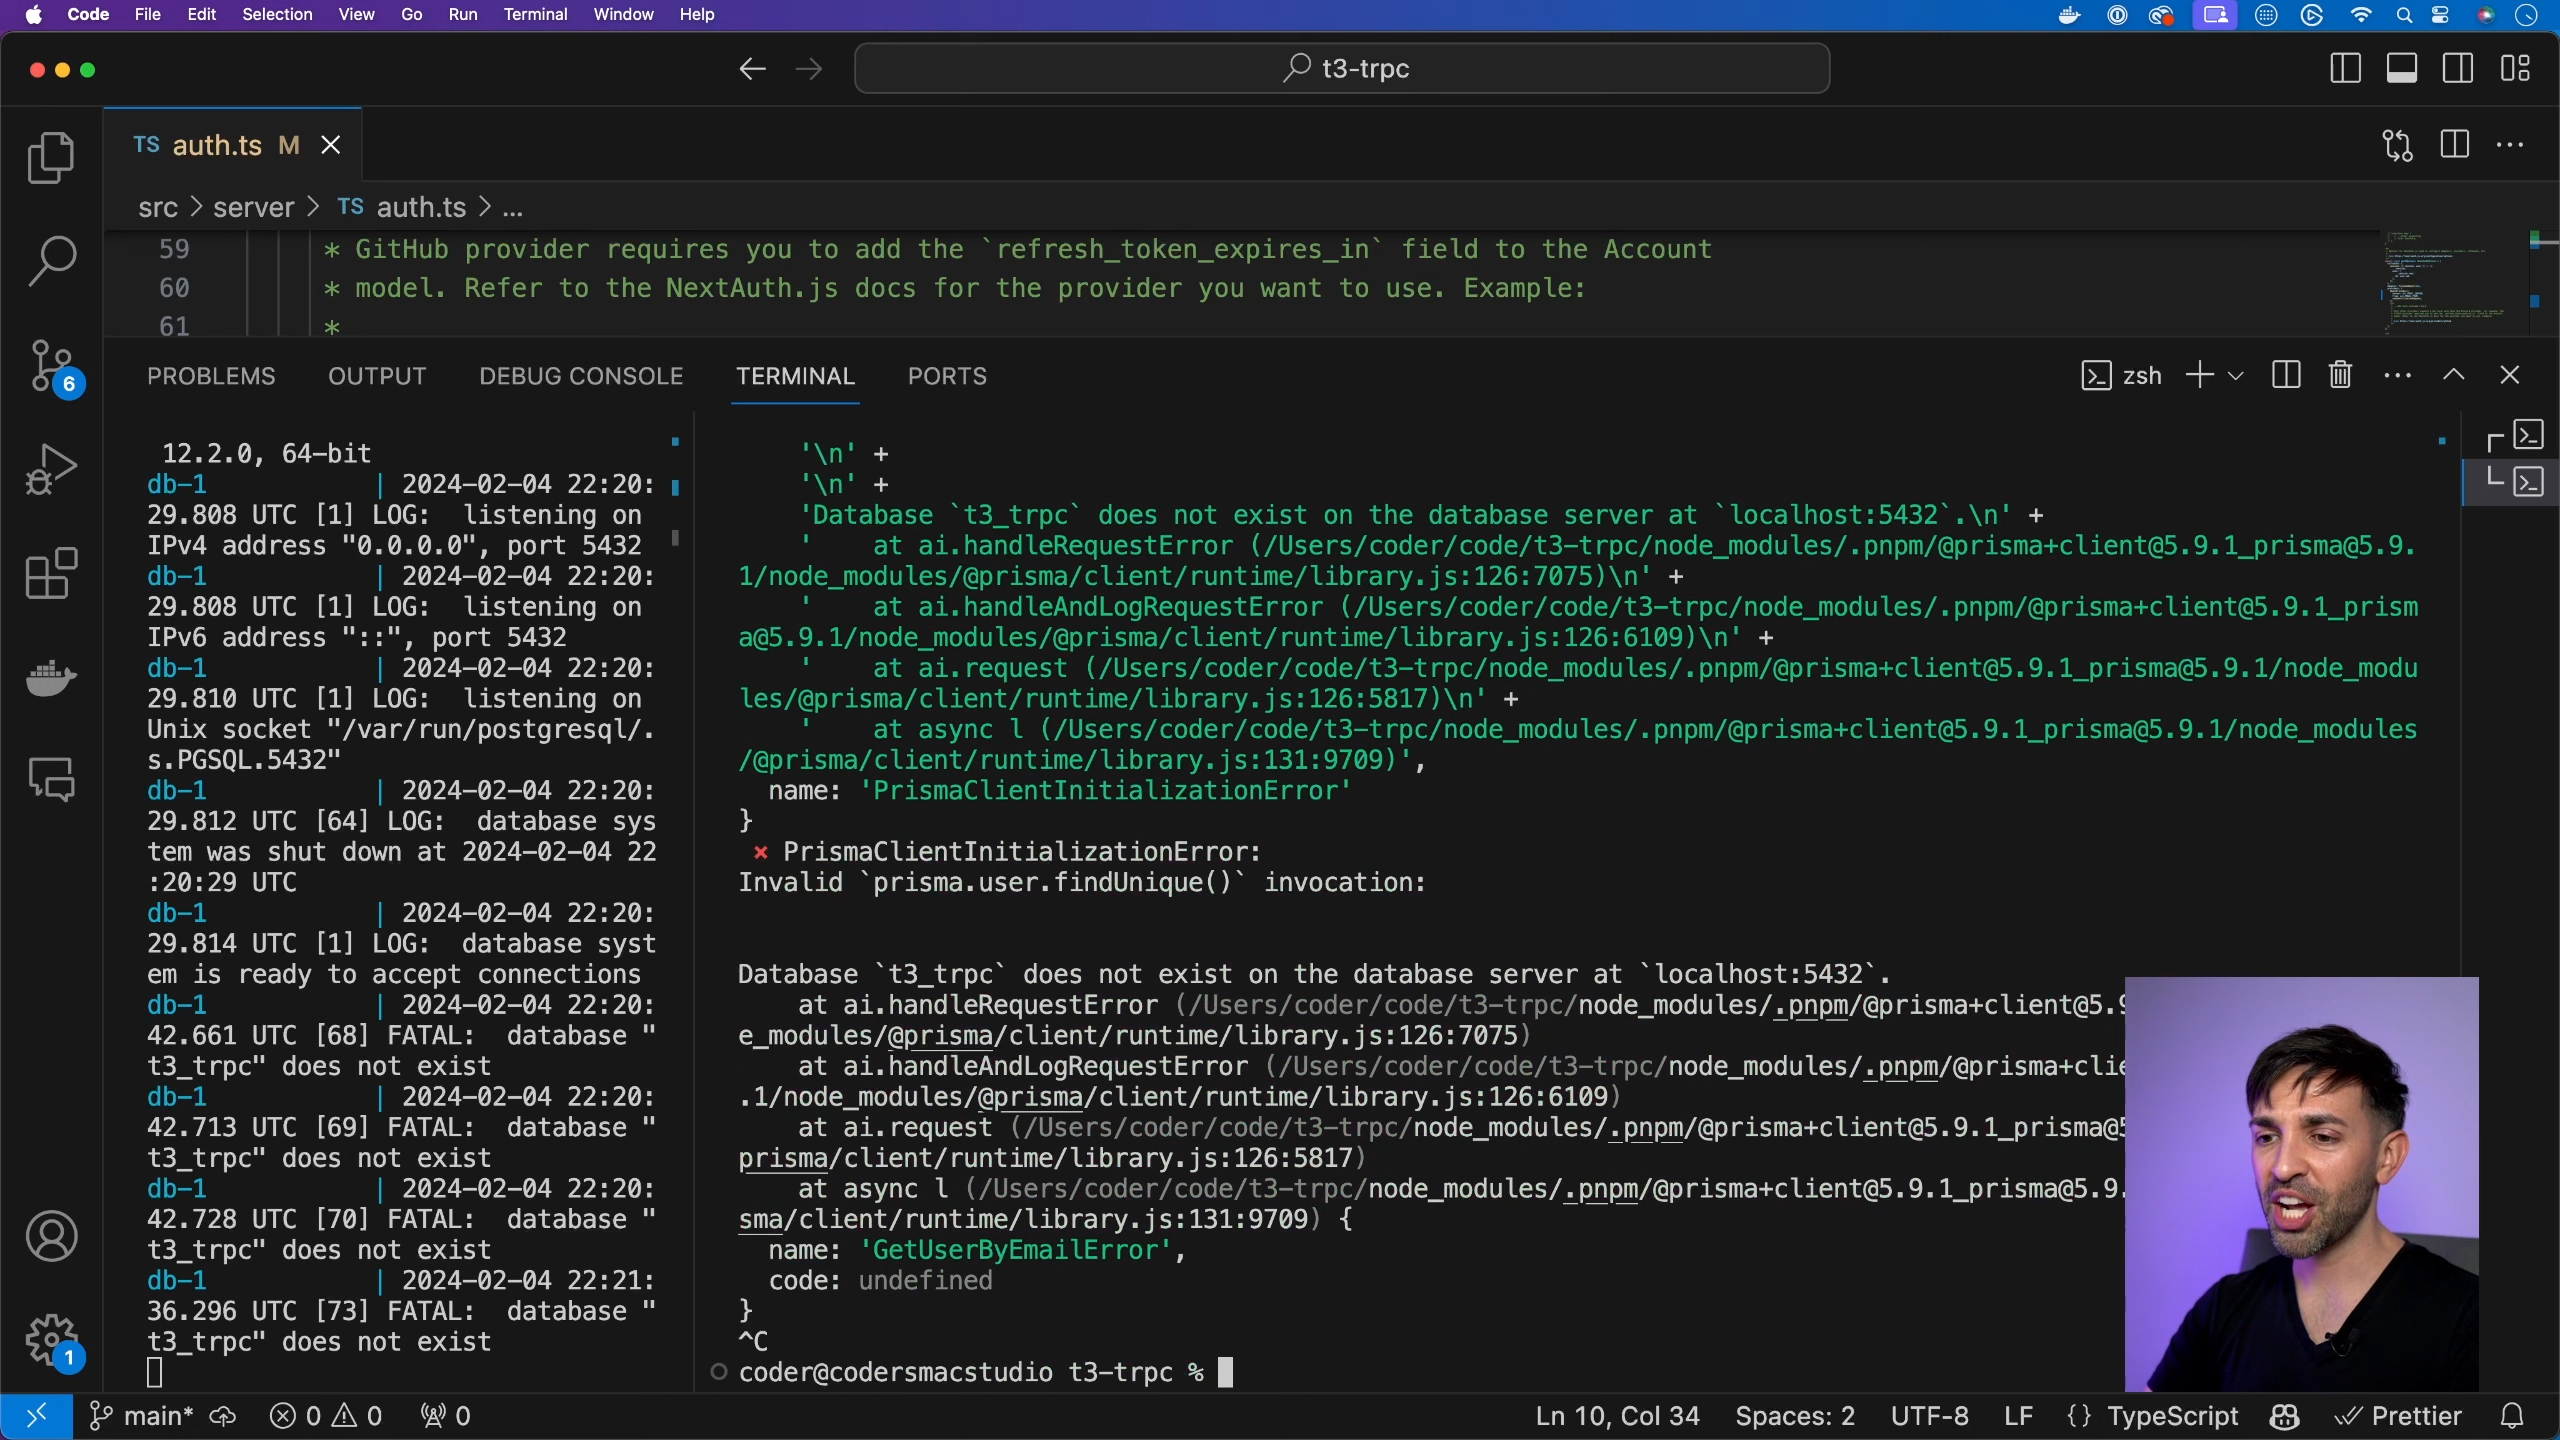 Code File Edit Selection View Go Run Terminal Window Help
t3-trpc
TS auth.ts M
src > server > TS auth.ts > ...
59 * GitHub provider requires you to add the `refresh_token_expires_in` field to the Account
60 * model. Refer to the NextAuth.js docs for the provider you want to use. Example:
61 *
PROBLEMS OUTPUT DEBUG CONSOLE TERMINAL PORTS
zsh
12.2.0, 64-bit
db-1 | 2024-02-04 22:20:
29.808 UTC [1] LOG:  listening on
IPv4 address "0.0.0.0", port 5432
db-1 | 2024-02-04 22:20:
29.808 UTC [1] LOG:  listening on
IPv6 address "::", port 5432
db-1 | 2024-02-04 22:20:
29.810 UTC [1] LOG:  listening on
Unix socket "/var/run/postgresql/.
s.PGSQL.5432"
db-1 | 2024-02-04 22:20:
29.812 UTC [64] LOG:  database sys
tem was shut down at 2024-02-04 22
:20:29 UTC
db-1 | 2024-02-04 22:20:
29.814 UTC [1] LOG:  database syst
em is ready to accept connections
db-1 | 2024-02-04 22:20:
42.661 UTC [68] FATAL:  database "
t3_trpc" does not exist
db-1 | 2024-02-04 22:20:
42.713 UTC [69] FATAL:  database "
t3_trpc" does not exist
db-1 | 2024-02-04 22:20:
42.728 UTC [70] FATAL:  database "
t3_trpc" does not exist
db-1 | 2024-02-04 22:21:
36.296 UTC [73] FATAL:  database "
t3_trpc" does not exist
'\n' +
'\n' +
'Database `t3_trpc` does not exist on the database server at `localhost:5432`.\n' +
'    at ai.handleRequestError (/Users/coder/code/t3-trpc/node_modules/.pnpm/@prisma+client@5.9.1_prisma@5.9.
1/node_modules/@prisma/client/runtime/library.js:126:7075)\n' +
'    at ai.handleAndLogRequestError (/Users/coder/code/t3-trpc/node_modules/.pnpm/@prisma+client@5.9.1_prism
a@5.9.1/node_modules/@prisma/client/runtime/library.js:126:6109)\n' +
'    at ai.request (/Users/coder/code/t3-trpc/node_modules/.pnpm/@prisma+client@5.9.1_prisma@5.9.1/node_modu
les/@prisma/client/runtime/library.js:126:5817)\n' +
'    at async l (/Users/coder/code/t3-trpc/node_modules/.pnpm/@prisma+client@5.9.1_prisma@5.9.1/node_modules
/@prisma/client/runtime/library.js:131:9709)',
name: 'PrismaClientInitializationError'
}
× PrismaClientInitializationError:
Invalid `prisma.user.findUnique()` invocation:
Database `t3_trpc` does not exist on the database server at `localhost:5432`.
at ai.handleRequestError (/Users/coder/code/t3-trpc/node_modules/.pnpm/@prisma+client@5.9
e_modules/@prisma/client/runtime/library.js:126:7075)
at ai.handleAndLogRequestError (/Users/coder/code/t3-trpc/node_modules/.pnpm/@prisma+clie
.1/node_modules/@prisma/client/runtime/library.js:126:6109)
at ai.request (/Users/coder/code/t3-trpc/node_modules/.pnpm/@prisma+client@5.9.1_prisma@5
prisma/client/runtime/library.js:126:5817)
at async l (/Users/coder/code/t3-trpc/node_modules/.pnpm/@prisma+client@5.9.1_prisma@5.9.
sma/client/runtime/library.js:131:9709) {
name: 'GetUserByEmailError',
code: undefined
}
^C
coder@codersmacstudio t3-trpc %
6
1
main* 0 0 0 Ln 10, Col 34 Spaces: 2 UTF-8 LF {} TypeScript Prettier